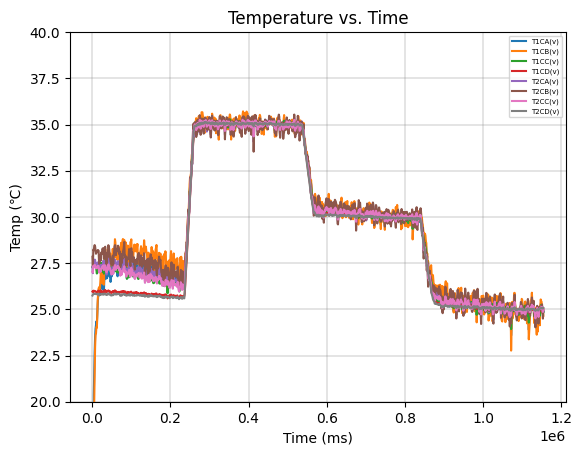 Temperature vs. Time
Temp (℃)
40.0
37.5
35.0
32.5
30.0
27.5
25.0
22.5
20.0
T1CA(v)
T1CB(v)
T1CC(v)
T1CD(v)
T2CA(v)
T2CB(v)
T2CC(v)
T2CD(v)
0.0 0.2 0.4 0.6 0.8 1.0 1.2
1e6
Time (ms)